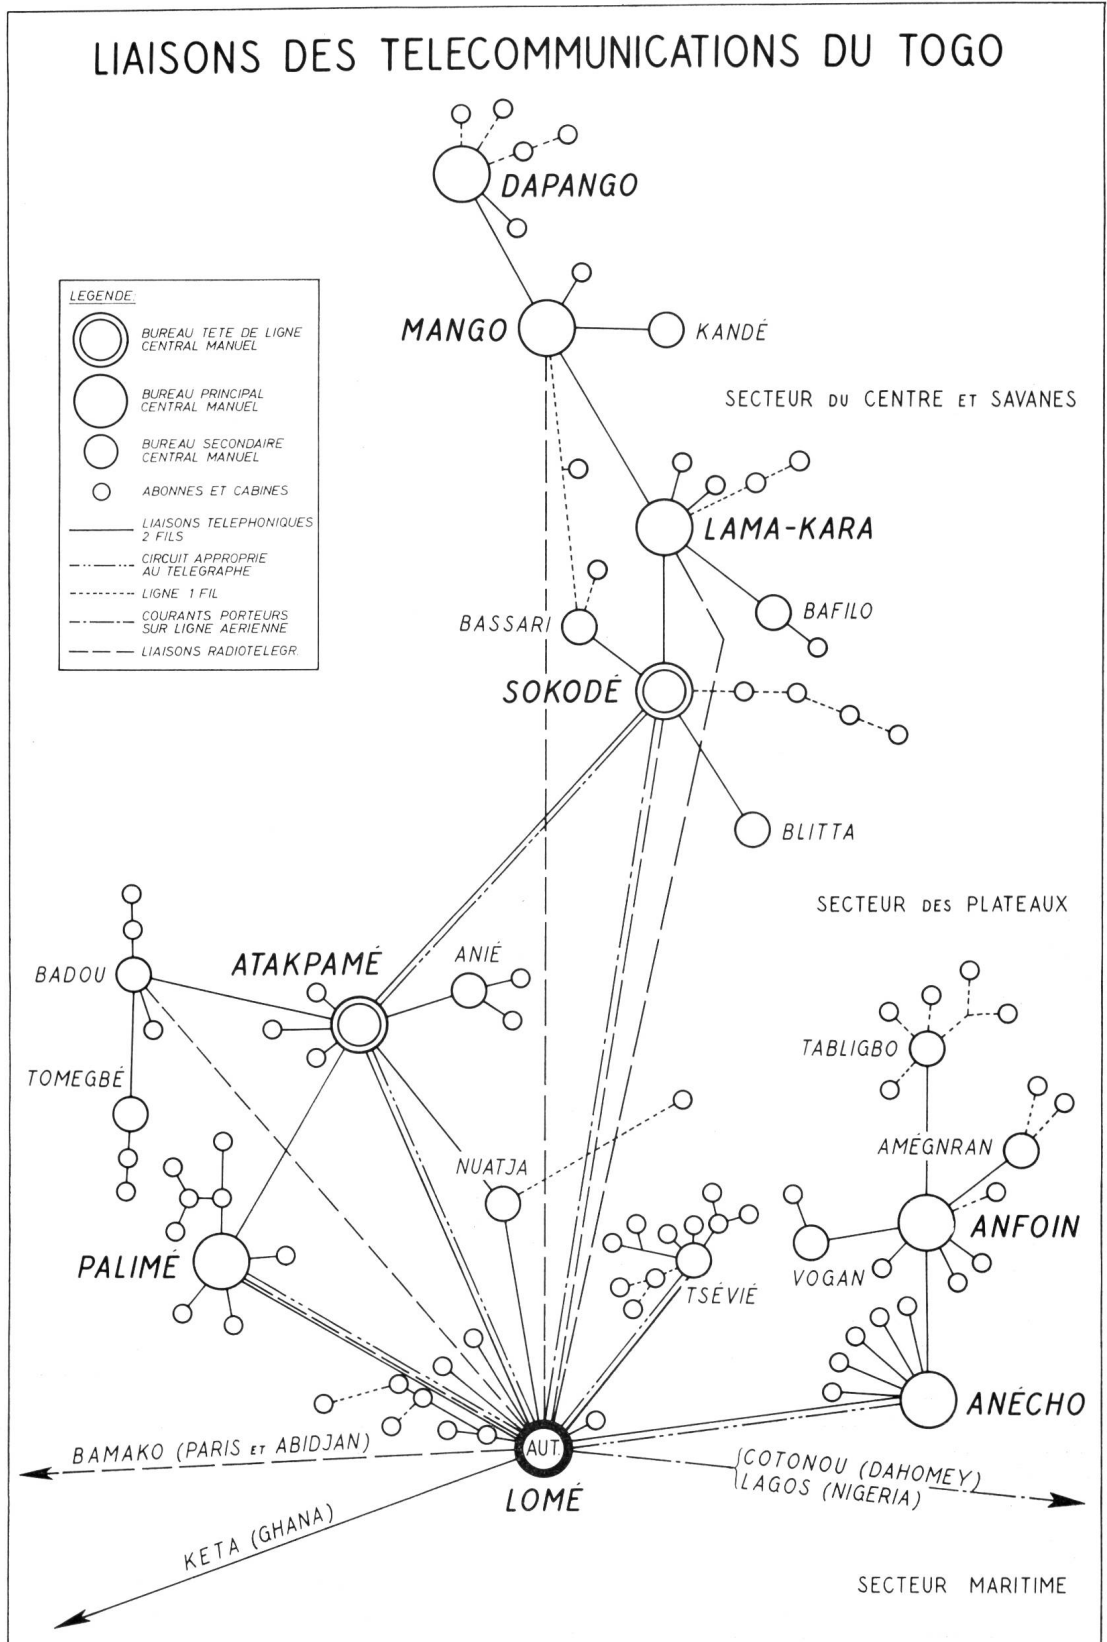 LIAISONS DES TELECOMMUNICATIONS DU TOGO
DAPANGO
MANGO
KANDÉ
LEGENDE:
BUREAU TETE DE LIGNE
CENTRAL MANUEL
BUREAU PRINCIPAL
CENTRAL MANUEL
BUREAU SECONDAIRE
CENTRAL MANUEL
ABONNES ET CABINES
LIAISONS TELEPHONIQUES
2 FILS
CIRCUIT APPROPRIE
AU TELEGRAPHE
LIGNE 1 FIL
COURANTS PORTEURS
SUR LIGNE AERIENNE
LIAISONS RADIOTELEGR.
SECTEUR DU CENTRE ET SAVANES
LAMA-KARA
BASSARI
BAFILO
SOKODÉ
BLITTA
SECTEUR DES PLATEAUX
BADOU
ATAKPAMÉ
ANIÉ
TABLIGBO
TOMEGBÉ
AMÉGNRAN
NUATJA
PALIMÉ
TSÉVIÉ
VOGAN
ANFOIN
ANÉCHO
BAMAKO (PARIS ET ABIDJAN)
AUT.
LOMÉ
COTONOU (DAHOMEY)
LAGOS (NIGERIA)
KETA (GHANA)
SECTEUR MARITIME